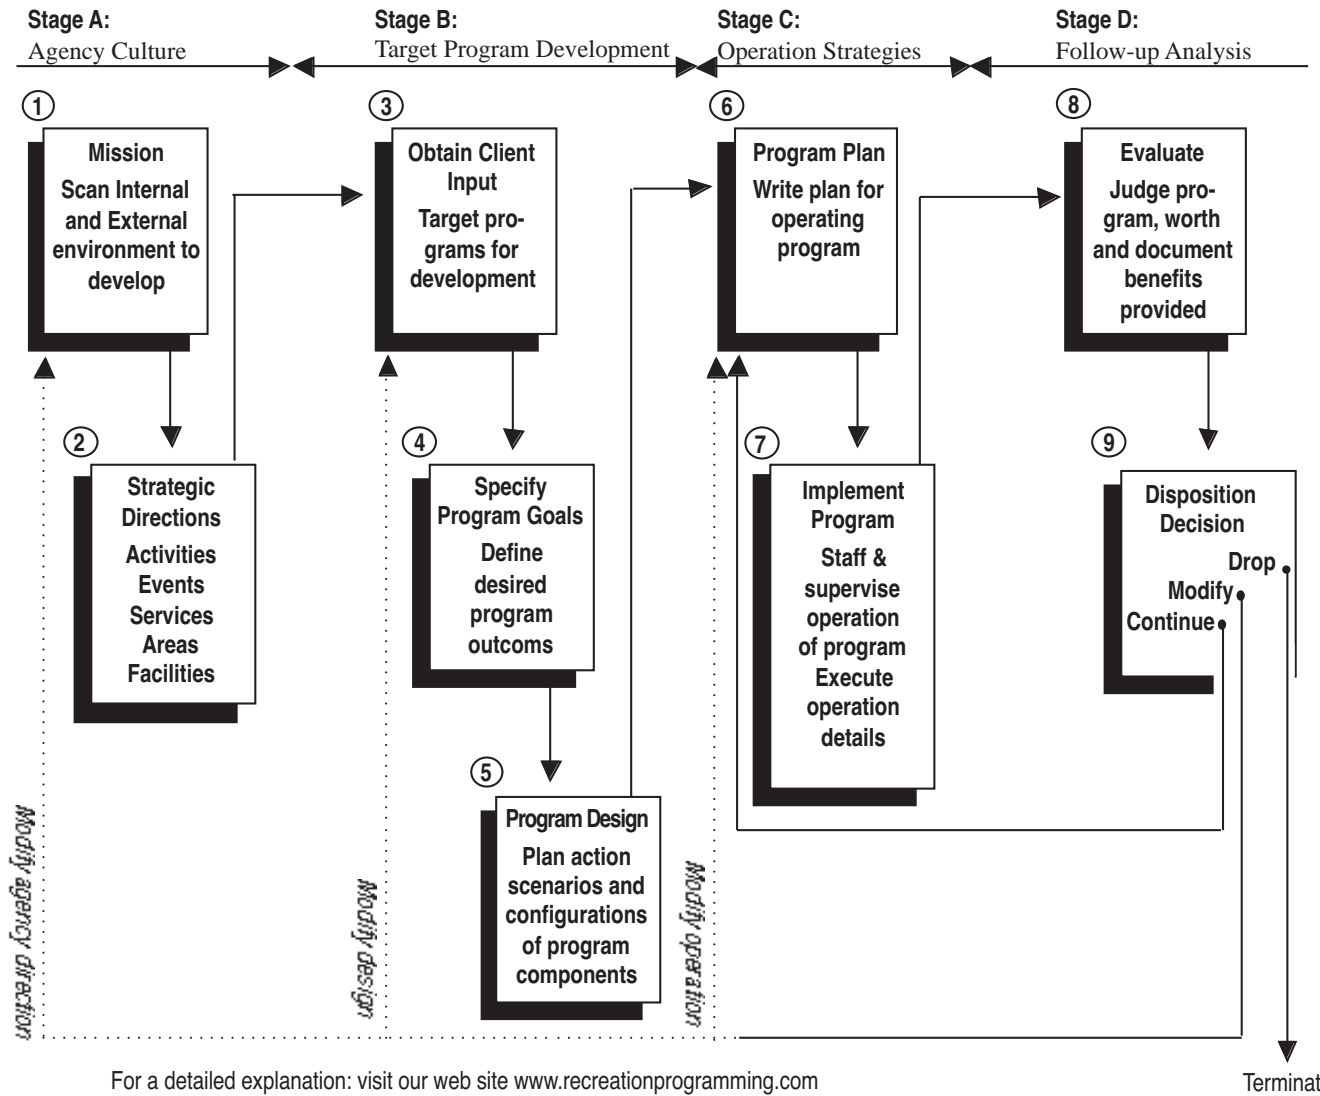 Stage A:
Agency Culture
Stage B:
Target Program Development
Stage C:
Operation Strategies
Stage D:
Follow-up Analysis
1
Mission
Scan Internal
and External
environment to
develop
2
Strategic
Directions
Activities
Events
Services
Areas
Facilities
3
Obtain Client
Input
Target pro-
grams for
development
4
Specify
Program Goals
Define
desired
program
outcoms
5
Program Design
Plan action
scenarios and
configurations
of program
components
6
Program Plan
Write plan for
operating
program
7
Implement
Program
Staff &
supervise
operation
of program
Execute
operation
details
8
Evaluate
Judge pro-
gram, worth
and document
benefits
provided
9
Disposition
Decision
Drop
Modify
Continue
Modify agency direction
Modify design
Modify operation
For a detailed explanation: visit our web site www.recreationprogramming.com
Terminat